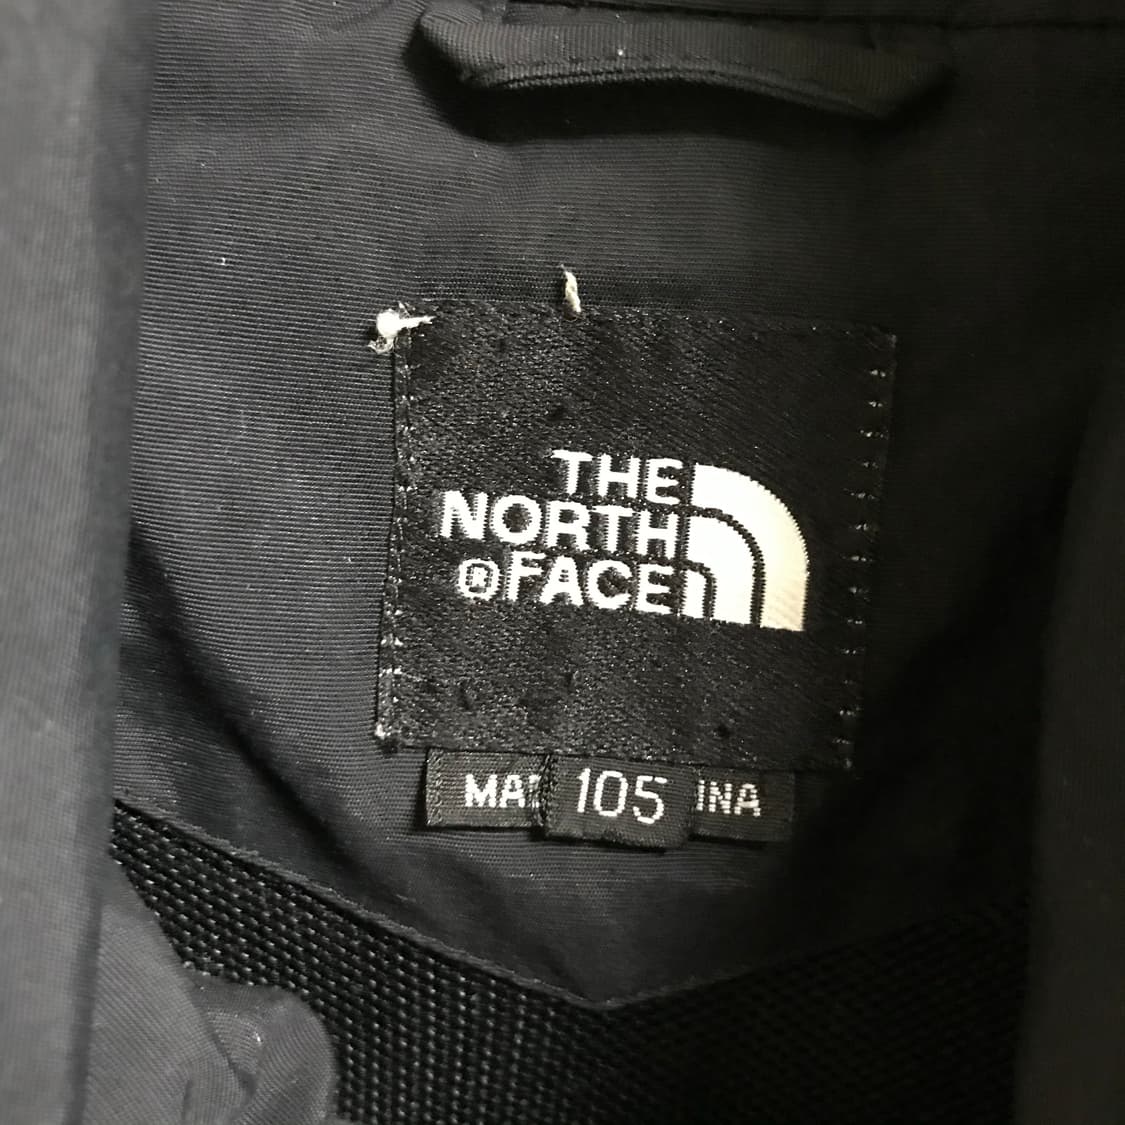 THE
NORTH
®FACE
MA 105 INA